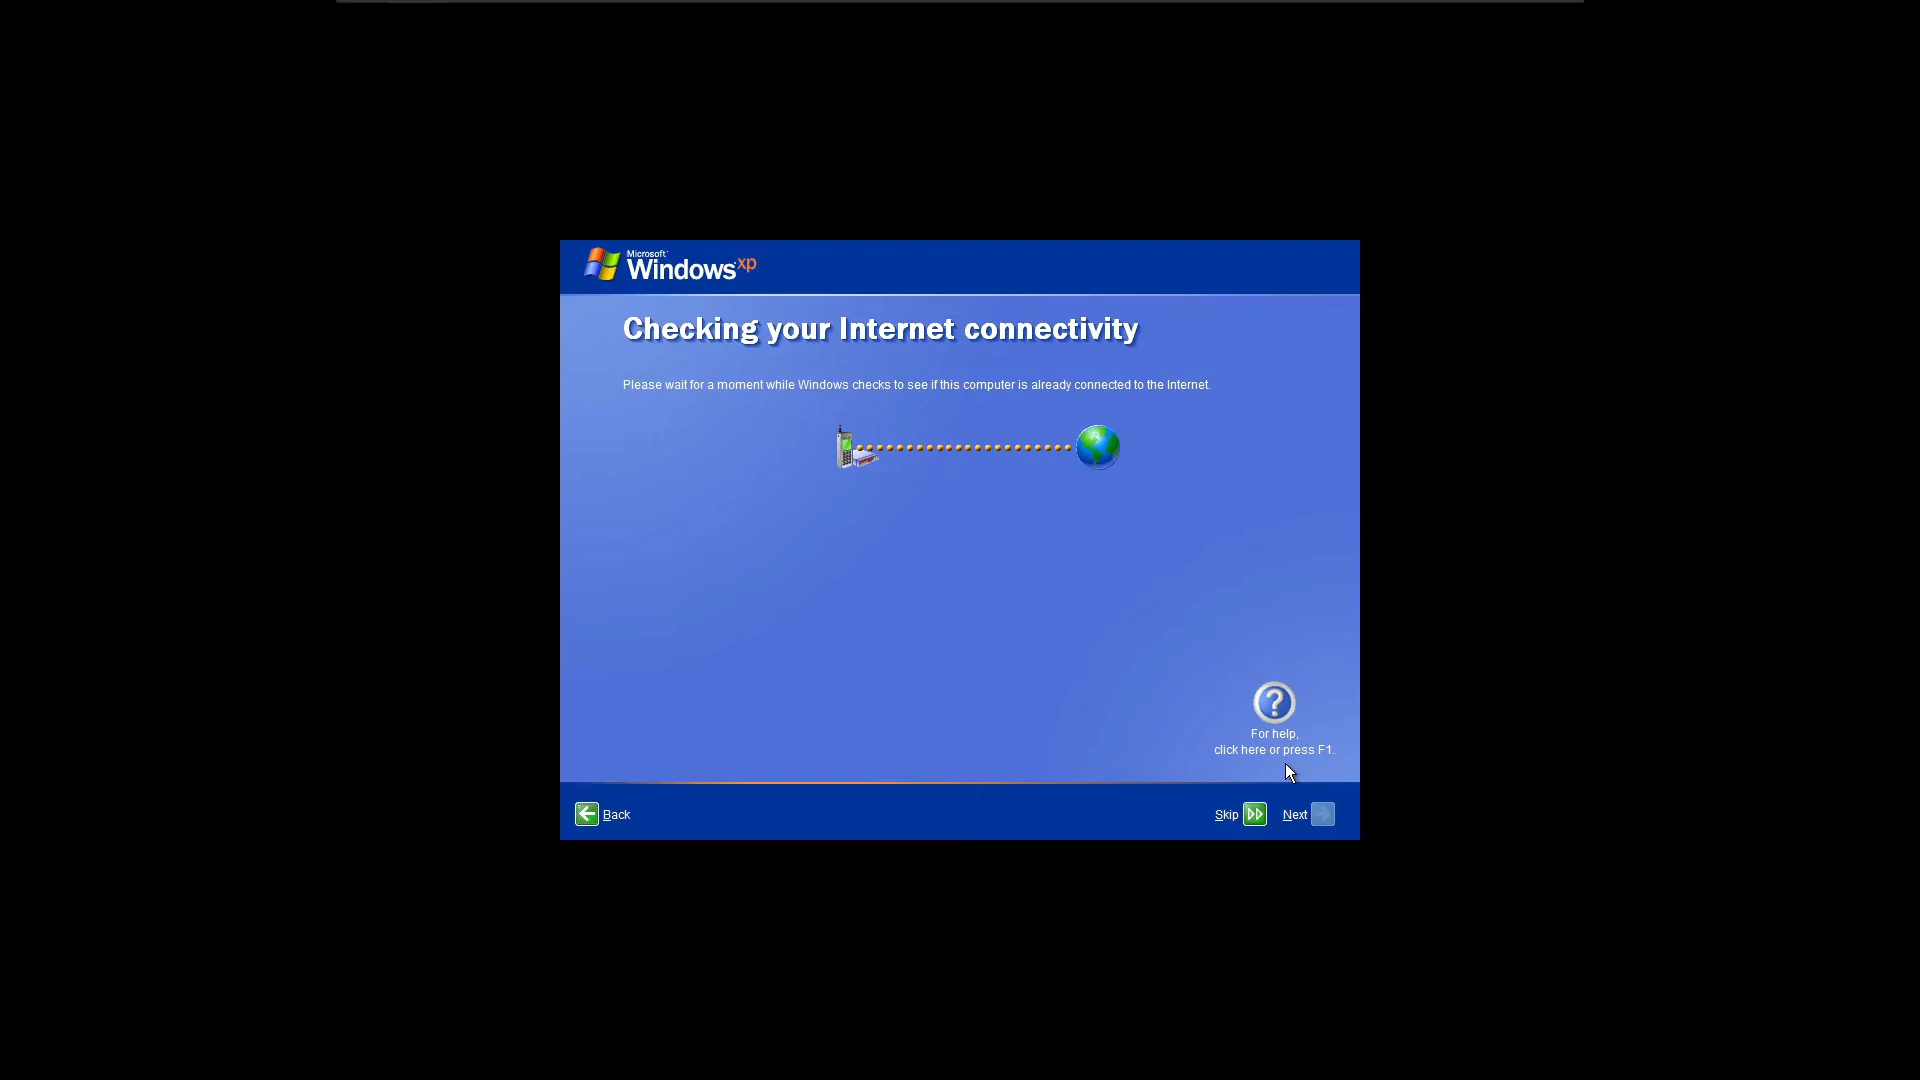 Microsoft
Windows xp
Checking your Internet connectivity
Please wait for a moment while Windows checks to see if this computer is already connected to the Internet.
?
For help,
click here or press F1.
Back
Skip
Next